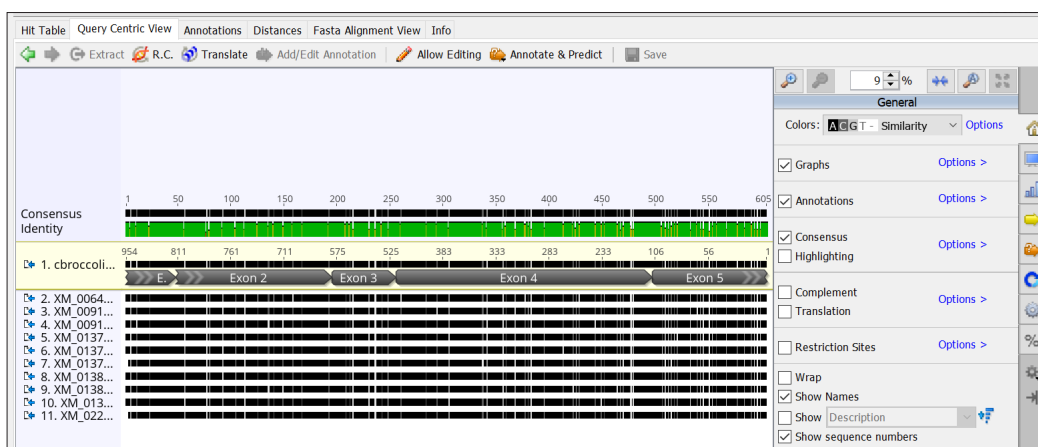 Hit Table Query Centric View Annotations Distances Fasta Alignment View Info
Extract R.C. Translate Add/Edit Annotation Allow Editing Annotate & Predict Save
9 %
General
Colors: A C G T - Similarity Options
Graphs Options >
Annotations Options >
Consensus
Highlighting Options >
Complement
Translation Options >
Restriction Sites Options >
Wrap
Show Names
Show Description
Show sequence numbers
1 50 100 150 200 250 300 350 400 450 500 550 605
Consensus
Identity
954 811 761 711 575 525 383 333 283 233 106 56 1
1. cbroccoli...
E. Exon 2 Exon 3 Exon 4 Exon 5
2. XM_0064...
3. XM_0091...
4. XM_0091...
5. XM_0137...
6. XM_0137...
7. XM_0137...
8. XM_0138...
9. XM_0138...
10. XM_013...
11. XM_022...
%